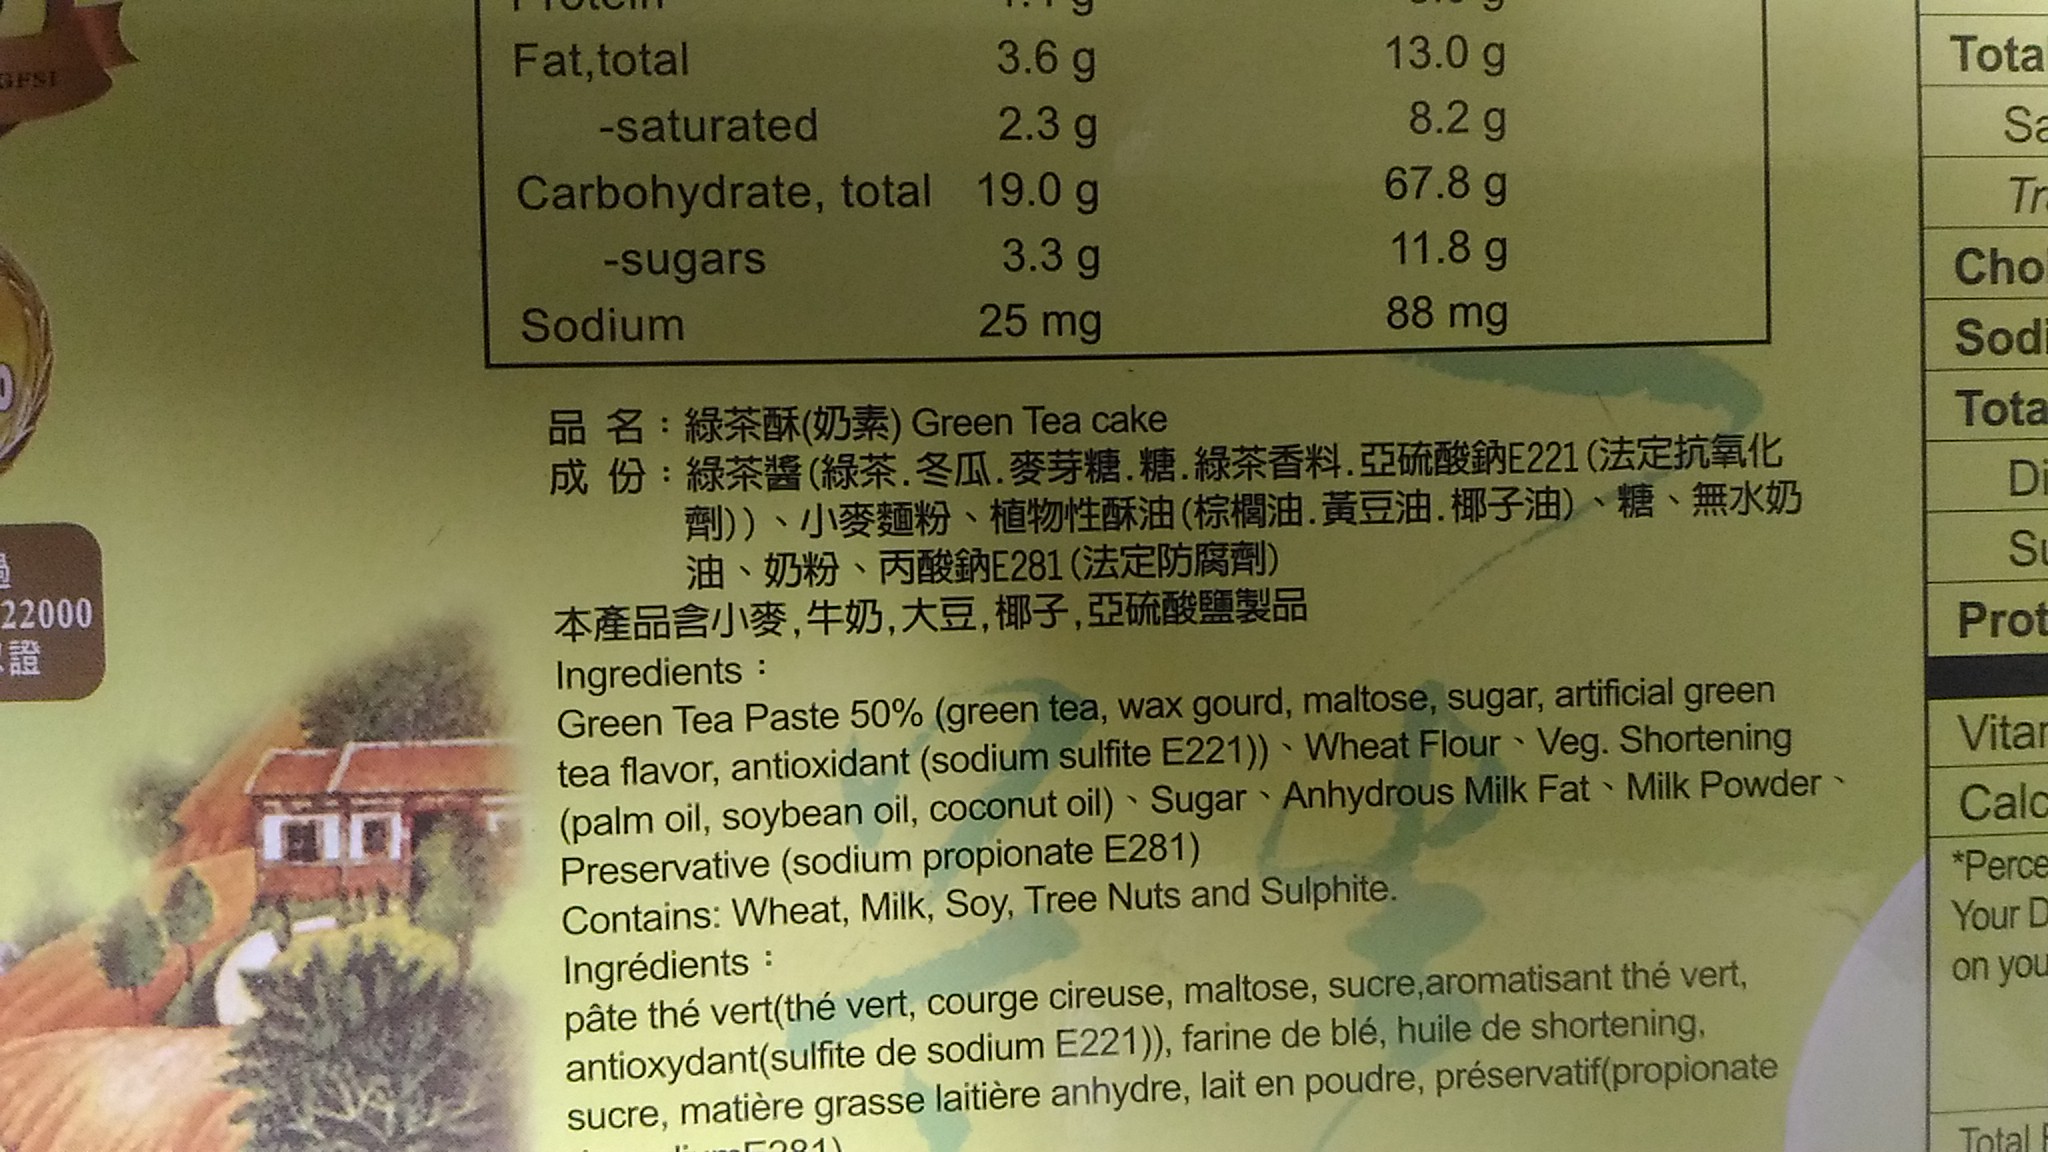 GFSI
Protein
Fat,total 3.6 g 13.0 g
-saturated 2.3 g 8.2 g
Carbohydrate, total 19.0 g 67.8 g
-sugars 3.3 g 11.8 g
Sodium 25 mg 88 mg
品 名：綠茶酥(奶素) Green Tea cake
成 份：綠茶醬(綠茶.冬瓜.麥芽糖.糖.綠茶香料.亞硫酸鈉E221(法定抗氧化
劑))、小麥麵粉、植物性酥油(棕櫚油.黃豆油.椰子油)、糖、無水奶
油、奶粉、丙酸鈉E281(法定防腐劑)
本產品含小麥,牛奶,大豆,椰子,亞硫酸鹽製品
Ingredients：
Green Tea Paste 50% (green tea, wax gourd, maltose, sugar, artificial green
tea flavor, antioxidant (sodium sulfite E221))、Wheat Flour、Veg. Shortening
(palm oil, soybean oil, coconut oil)、Sugar、Anhydrous Milk Fat、Milk Powder、
Preservative (sodium propionate E281)
Contains: Wheat, Milk, Soy, Tree Nuts and Sulphite.
Ingrédients：
pâte thé vert(thé vert, courge cireuse, maltose, sucre,aromatisant thé vert,
antioxydant(sulfite de sodium E221)), farine de blé, huile de shortening,
sucre, matière grasse laitière anhydre, lait en poudre, préservatif(propionate
E281)
22000
證
Tota
Sa
Tr
Chol
Sodi
Tota
Di
Su
Prot
Vitar
Calc
*Perce
Your D
on you
Total